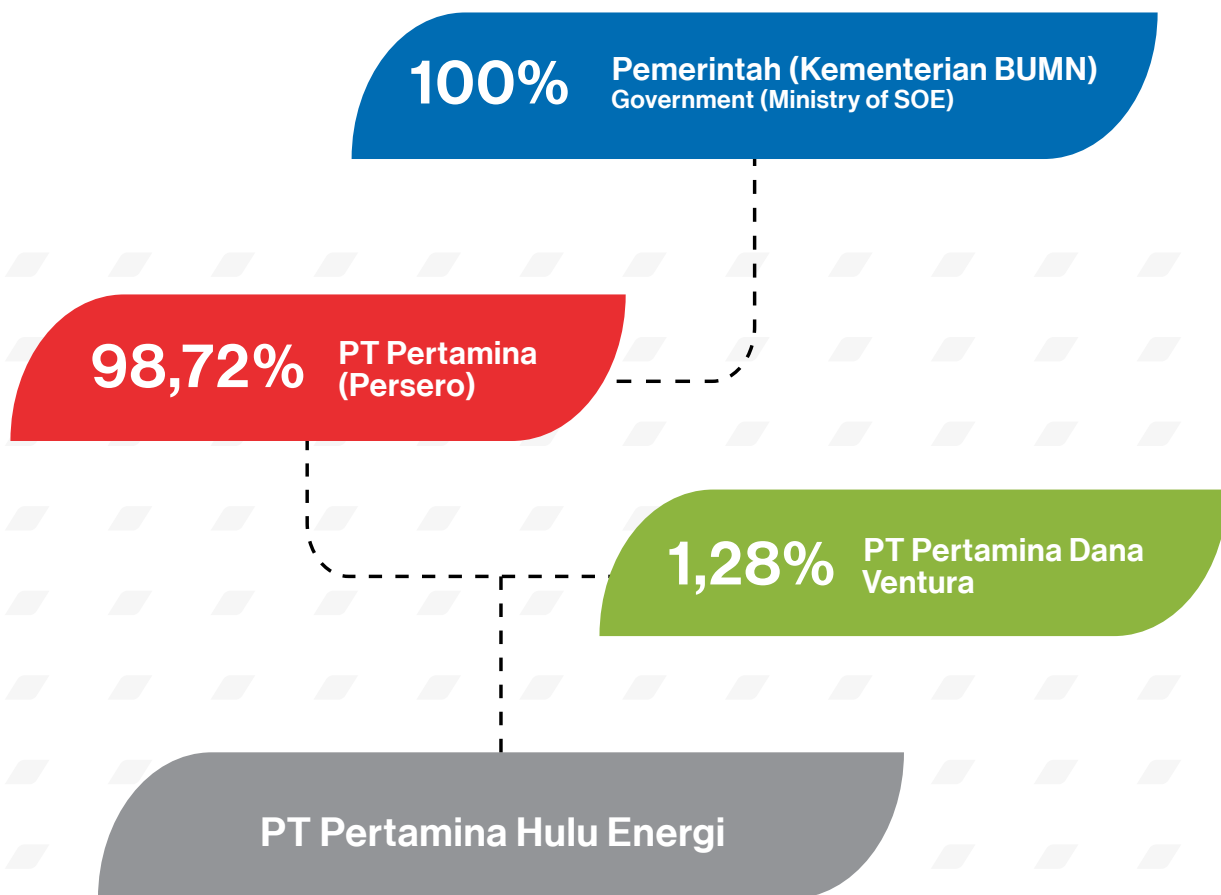 100%
Pemerintah (Kementerian BUMN)
Government (Ministry of SOE)
98,72%
PT Pertamina
(Persero)
1,28%
PT Pertamina Dana
Ventura
PT Pertamina Hulu Energi